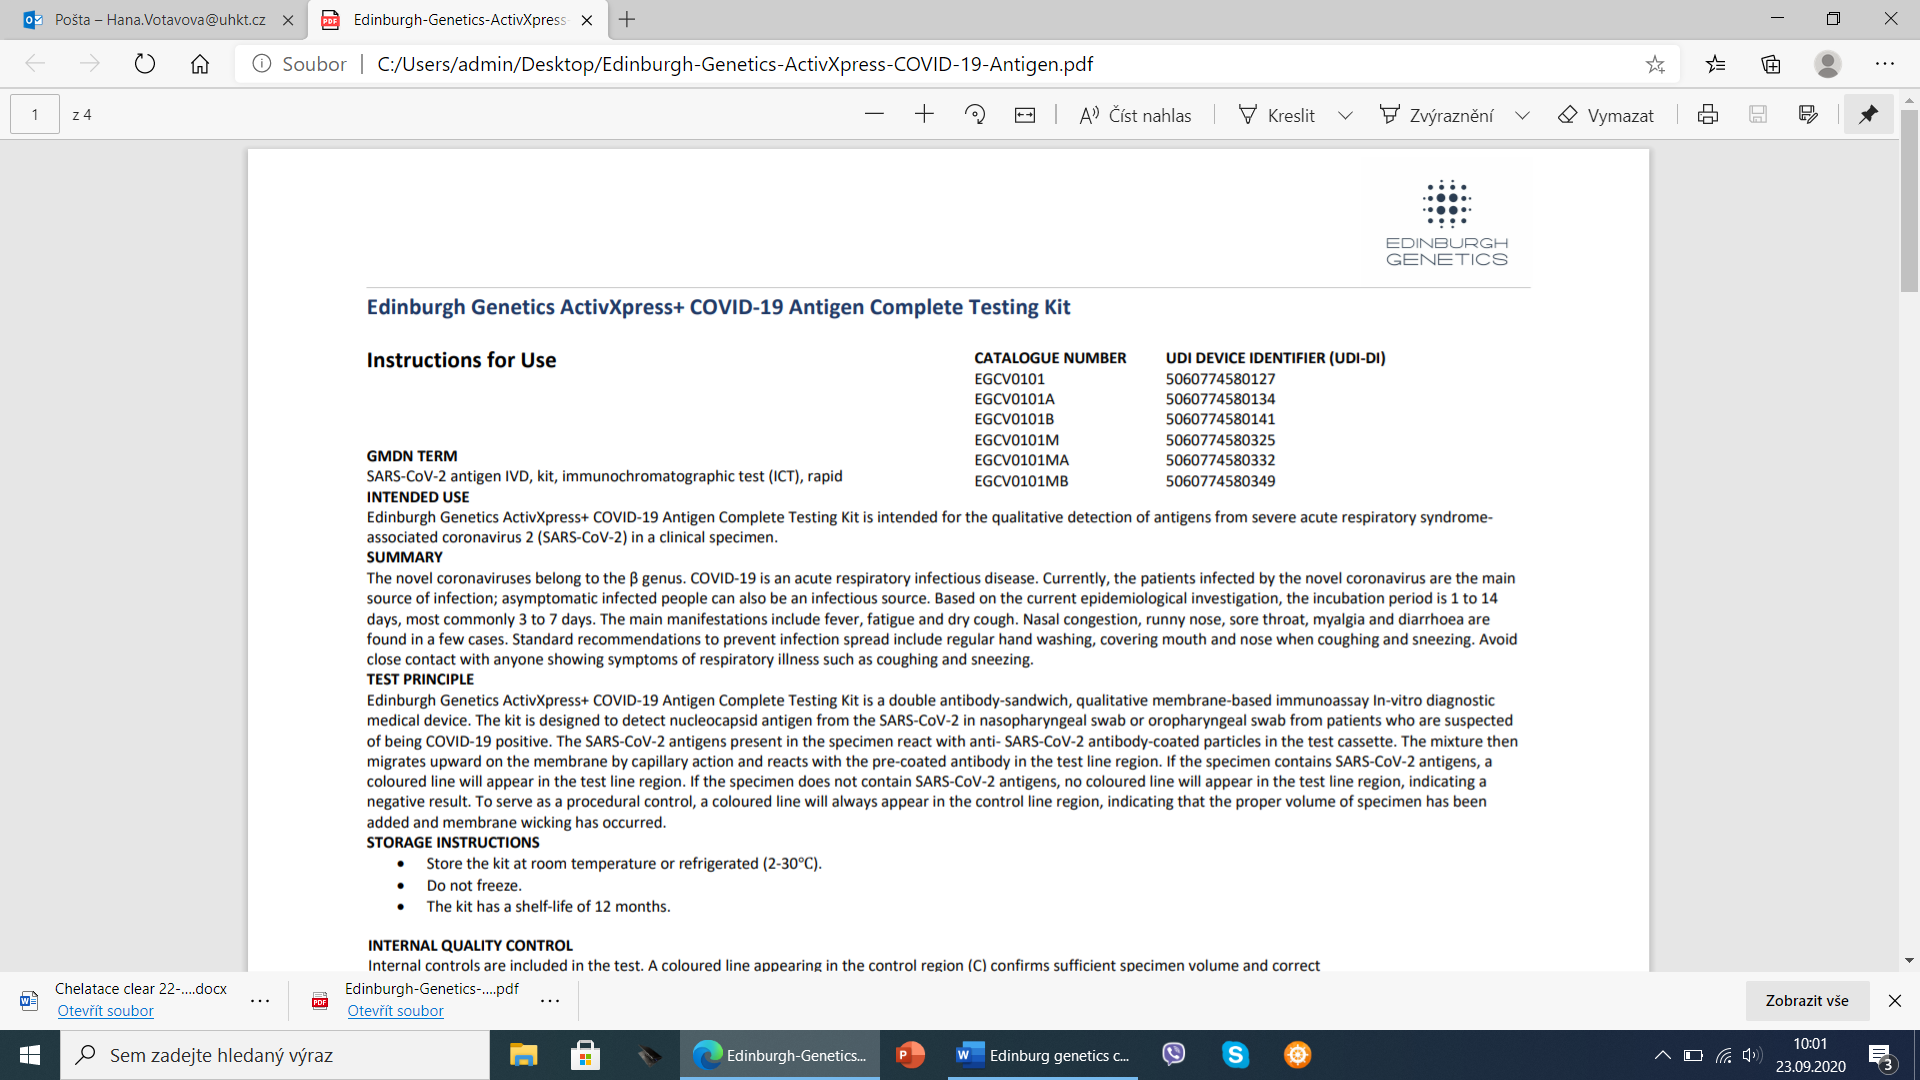 Pošta – Hana.Votavova@uhkt.cz
Edinburgh-Genetics-ActivXpress-
Soubor
C:/Users/admin/Desktop/Edinburgh-Genetics-ActivXpress-COVID-19-Antigen.pdf
1 z 4
Číst nahlas
Kreslit
Zvýraznění
Vymazat
EDINBURGH
GENETICS
Edinburgh Genetics ActivXpress+ COVID-19 Antigen Complete Testing Kit
Instructions for Use
CATALOGUE NUMBER UDI DEVICE IDENTIFIER (UDI-DI)
EGCV0101 5060774580127
EGCV0101A 5060774580134
EGCV0101B 5060774580141
EGCV0101M 5060774580325
EGCV0101MA 5060774580332
EGCV0101MB 5060774580349
GMDN TERM
SARS-CoV-2 antigen IVD, kit, immunochromatographic test (ICT), rapid
INTENDED USE
Edinburgh Genetics ActivXpress+ COVID-19 Antigen Complete Testing Kit is intended for the qualitative detection of antigens from severe acute respiratory syndrome-
associated coronavirus 2 (SARS-CoV-2) in a clinical specimen.
SUMMARY
The novel coronaviruses belong to the β genus. COVID-19 is an acute respiratory infectious disease. Currently, the patients infected by the novel coronavirus are the main
source of infection; asymptomatic infected people can also be an infectious source. Based on the current epidemiological investigation, the incubation period is 1 to 14
days, most commonly 3 to 7 days. The main manifestations include fever, fatigue and dry cough. Nasal congestion, runny nose, sore throat, myalgia and diarrhoea are
found in a few cases. Standard recommendations to prevent infection spread include regular hand washing, covering mouth and nose when coughing and sneezing. Avoid
close contact with anyone showing symptoms of respiratory illness such as coughing and sneezing.
TEST PRINCIPLE
Edinburgh Genetics ActivXpress+ COVID-19 Antigen Complete Testing Kit is a double antibody-sandwich, qualitative membrane-based immunoassay In-vitro diagnostic
medical device. The kit is designed to detect nucleocapsid antigen from the SARS-CoV-2 in nasopharyngeal swab or oropharyngeal swab from patients who are suspected
of being COVID-19 positive. The SARS-CoV-2 antigens present in the specimen react with anti- SARS-CoV-2 antibody-coated particles in the test cassette. The mixture then
migrates upward on the membrane by capillary action and reacts with the pre-coated antibody in the test line region. If the specimen contains SARS-CoV-2 antigens, a
coloured line will appear in the test line region. If the specimen does not contain SARS-CoV-2 antigens, no coloured line will appear in the test line region, indicating a
negative result. To serve as a procedural control, a coloured line will always appear in the control line region, indicating that the proper volume of specimen has been
added and membrane wicking has occurred.
STORAGE INSTRUCTIONS
• Store the kit at room temperature or refrigerated (2-30℃).
• Do not freeze.
• The kit has a shelf-life of 12 months.
INTERNAL QUALITY CONTROL
Internal controls are included in the test. A coloured line appearing in the control region (C) confirms sufficient specimen volume and correct
Chelatace clear 22-....docx
Otevřít soubor
Edinburgh-Genetics-....pdf
Otevřít soubor
Zobrazit vše
Sem zadejte hledaný výraz
Edinburgh-Genetics...
Edinburg genetics c...
10:01
23.09.2020
3